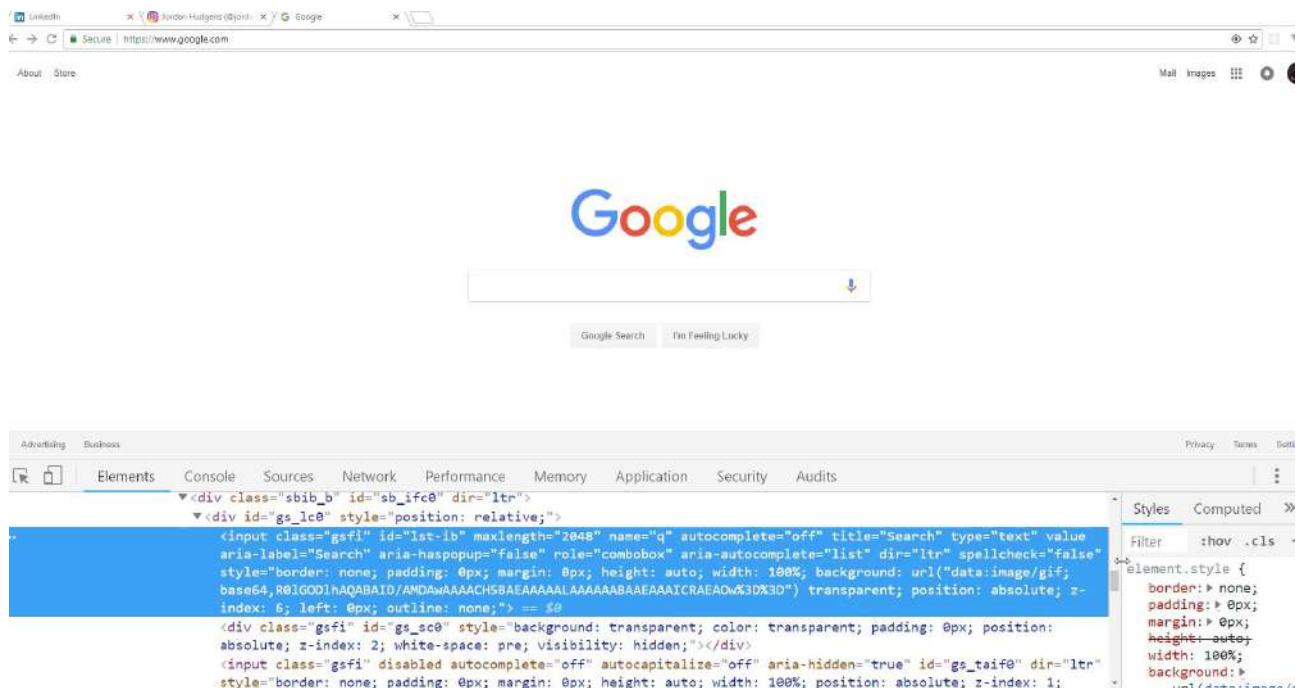 LinkedIn Jordan Hudgens (@jord Google
Secure https://www.google.com
About Store Mail Images
Google
Google Search I'm Feeling Lucky
Advertising Business Privacy Terms
Elements Console Sources Network Performance Memory Application Security Audits
▼<div class="sbib_b" id="sb_ifc0" dir="ltr">
▼<div id="gs_lc0" style="position: relative;">
<input class="gsfi" id="lst-ib" maxlength="2048" name="q" autocomplete="off" title="Search" type="text" value
aria-label="Search" aria-haspopup="false" role="combobox" aria-autocomplete="list" dir="ltr" spellcheck="false"
style="border: none; padding: 0px; margin: 0px; height: auto; width: 100%; background: url("data:image/gif;
base64,R0lGODlhAQABAID/AMDAwAAAACH5BAEAAAAALAAAAAABAAEAAAICRAEAOw%3D%3D") transparent; position: absolute; z-
index: 6; left: 0px; outline: none;"> == $0
<div class="gsfi" id="gs_sc0" style="background: transparent; color: transparent; padding: 0px; position:
absolute; z-index: 2; white-space: pre; visibility: hidden;"></div>
<input class="gsfi" disabled autocomplete="off" autocapitalize="off" aria-hidden="true" id="gs_taif0" dir="ltr"
style="border: none; padding: 0px; margin: 0px; height: auto; width: 100%; position: absolute; z-index: 1;
Styles Computed »
Filter :hov .cls
element.style {
border:▶ none;
padding:▶ 0px;
margin:▶ 0px;
height: auto;
width: 100%;
background:▶